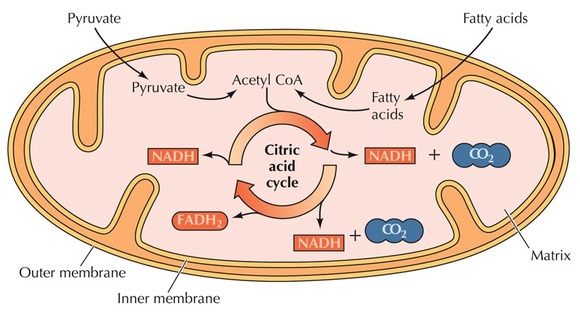 Pyruvate
Fatty acids
Pyruvate
Acetyl CoA
Fatty
acids
NADH
Citric
acid
cycle
NADH + CO2
FADH2
NADH + CO2
Matrix
Outer membrane
Inner membrane